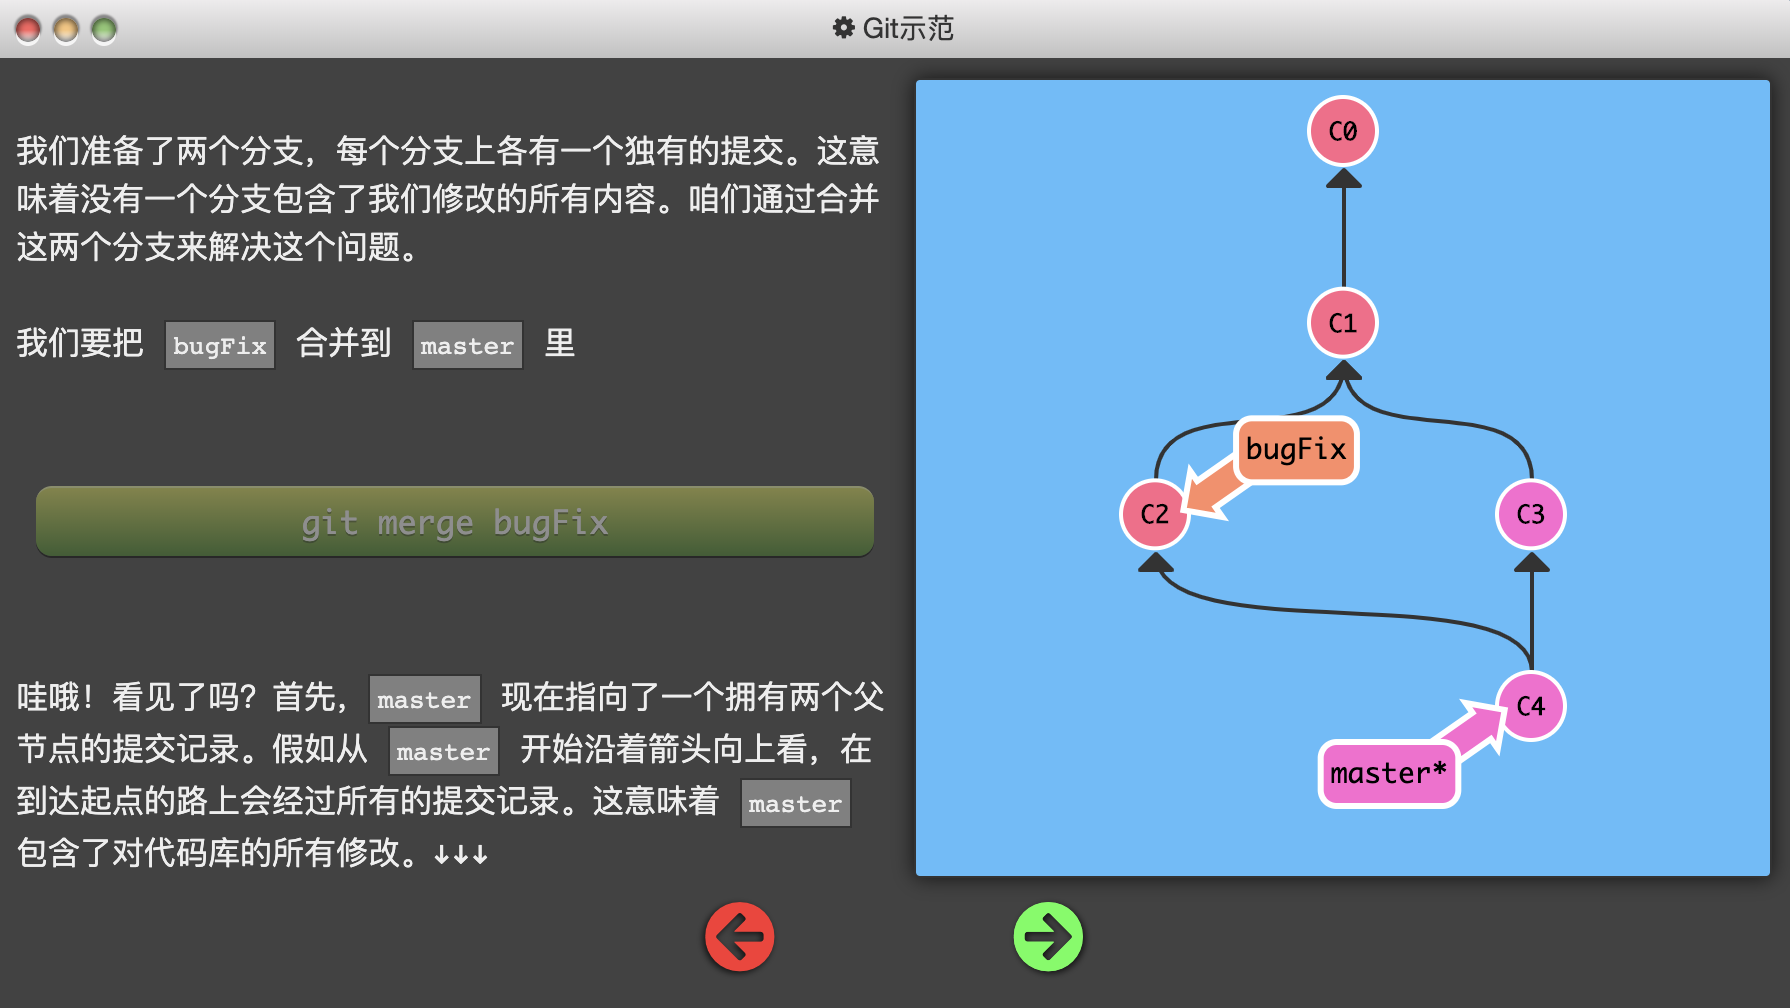 Git示范
我们准备了两个分支，每个分支上各有一个独有的提交。这意
味着没有一个分支包含了我们修改的所有内容。咱们通过合并
这两个分支来解决这个问题。
我们要把 bugFix 合并到 master 里
git merge bugFix
哇哦！看见了吗？首先，master 现在指向了一个拥有两个父
节点的提交记录。假如从 master 开始沿着箭头向上看，在
到达起点的路上会经过所有的提交记录。这意味着 master
包含了对代码库的所有修改。↓↓↓
C0
C1
bugFix
C2
C3
C4
master*